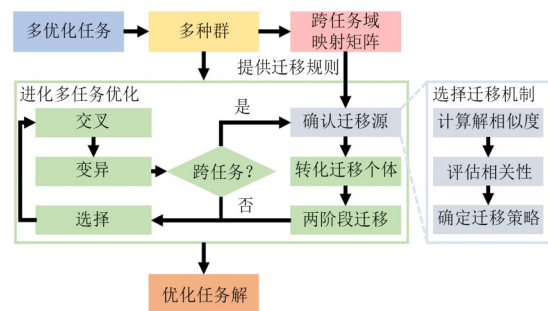 多优化任务
多种群
跨任务域
映射矩阵
提供迁移规则
进化多任务优化
选择迁移机制
交叉
是
确认迁移源
计算解相似度
变异
跨任务?
转化迁移个体
评估相关性
选择
否
两阶段迁移
确定迁移策略
优化任务解